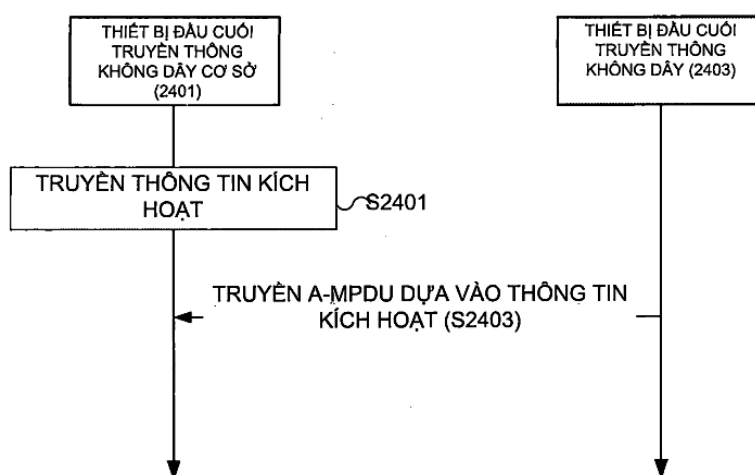 THIẾT BỊ ĐẦU CUỐI
TRUYỀN THÔNG
KHÔNG DÂY CƠ SỞ
(2401)
THIẾT BỊ ĐẦU CUỐI
TRUYỀN THÔNG
KHÔNG DÂY (2403)
TRUYỀN THÔNG TIN KÍCH
HOẠT
S2401
TRUYỀN A-MPDU DỰA VÀO THÔNG TIN
KÍCH HOẠT (S2403)